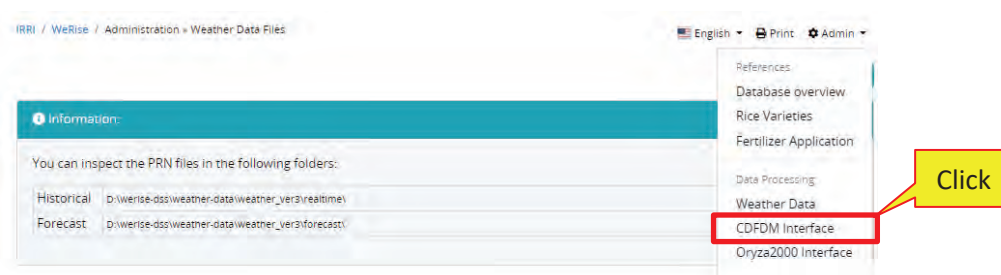 IRRI / WeRise / Administration » Weather Data Files
English Print Admin
References
Database overview
Rice Varieties
Fertilizer Application
Data Processing
Weather Data
CDFDM Interface
Oryza2000 Interface
Click
Information:
You can inspect the PRN files in the following folders:
Historical D:\werise-dss\weather-data\weather_ver3\realtime\
Forecast D:\werise-dss\weather-data\weather_ver3\forecast\